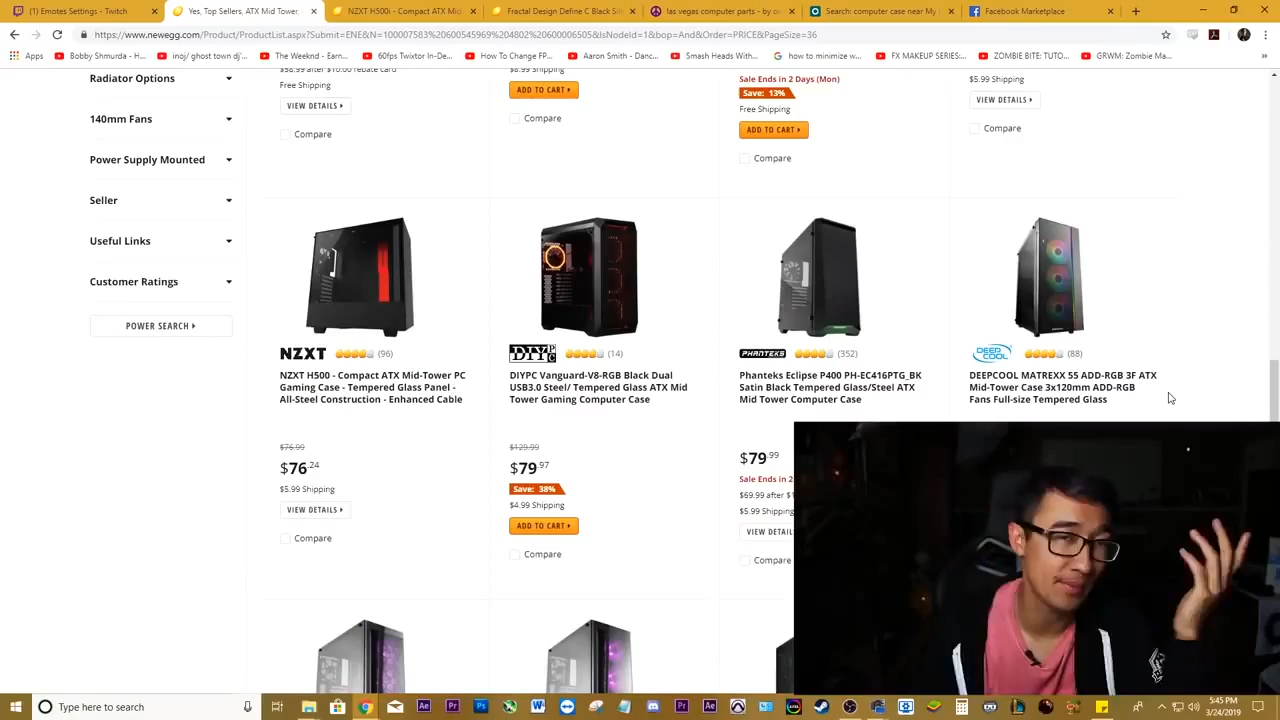 Emotes Settings - Twitch
Yes, Top Sellers, ATX Mid Tower,
NZXT H500i - Compact ATX Mid
Fractal Design Define C Black Sil
las vegas computer parts - by ow
Search: computer case near My
Facebook Marketplace
https://www.newegg.com/Product/ProductList.aspx?Submit=ENE&N=100007583%20600545969%204802%20600006505&IsNodeId=1&bop=And&Order=PRICE&PageSize=36
Apps
Bobby Shmurda - H...
inoj/ ghost town dj'...
The Weeknd - Earn...
60fps Twixtor In-De...
How To Change FP...
Aaron Smith - Danc...
Smash Heads With...
how to minimize w...
FX MAKEUP SERIES:...
ZOMBIE BITE: TUTO...
GRWM: Zombie Ma...
Radiator Options
140mm Fans
Power Supply Mounted
Seller
Useful Links
Customer Ratings
POWER SEARCH
$58.99 after $10.00 rebate card
Free Shipping
VIEW DETAILS
Compare
$6.99 Shipping
ADD TO CART
Compare
Sale Ends in 2 Days (Mon)
Save: 13%
Free Shipping
ADD TO CART
Compare
$5.99 Shipping
VIEW DETAILS
Compare
NZXT
(96)
NZXT H500 - Compact ATX Mid-Tower PC
Gaming Case - Tempered Glass Panel -
All-Steel Construction - Enhanced Cable
$76.99
$76.24
$5.99 Shipping
VIEW DETAILS
Compare
DIYPC
(14)
DIYPC Vanguard-V8-RGB Black Dual
USB3.0 Steel/ Tempered Glass ATX Mid
Tower Gaming Computer Case
$129.99
$79.97
Save: 38%
$4.99 Shipping
ADD TO CART
Compare
PHANTEKS
(352)
Phanteks Eclipse P400 PH-EC416PTG_BK
Satin Black Tempered Glass/Steel ATX
Mid Tower Computer Case
$79.99
Sale Ends in 2
$69.99 after $1
$5.99 Shipping
VIEW DETAIL
Compare
DEEP
COOL
(88)
DEEPCOOL MATREXX 55 ADD-RGB 3F ATX
Mid-Tower Case 3x120mm ADD-RGB
Fans Full-size Tempered Glass
Type here to search
Ae
Pr
Ps
W
Pr
Ae
5:45 PM
3/24/2019